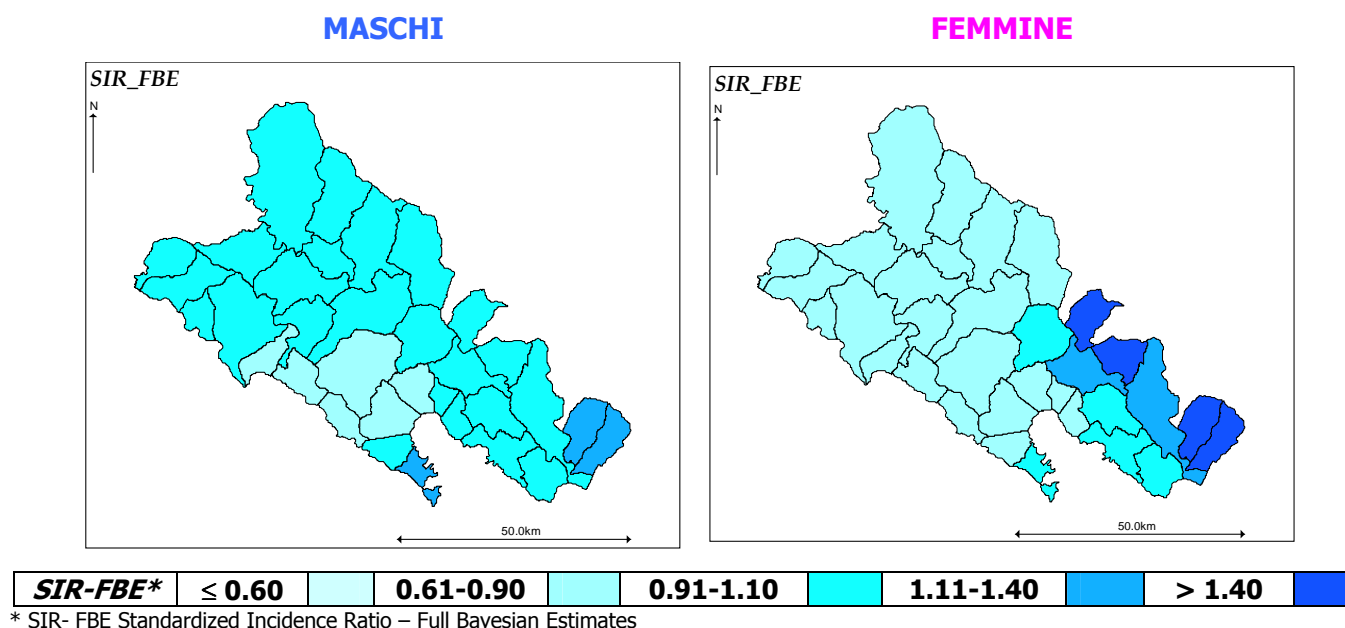 MASCHI FEMMINE
SIR_FBE SIR_FBE
N N
50.0km 50.0km
SIR-FBE* ≤ 0.60 0.61-0.90 0.91-1.10 1.11-1.40 > 1.40
* SIR- FBE Standardized Incidence Ratio – Full Bayesian Estimates